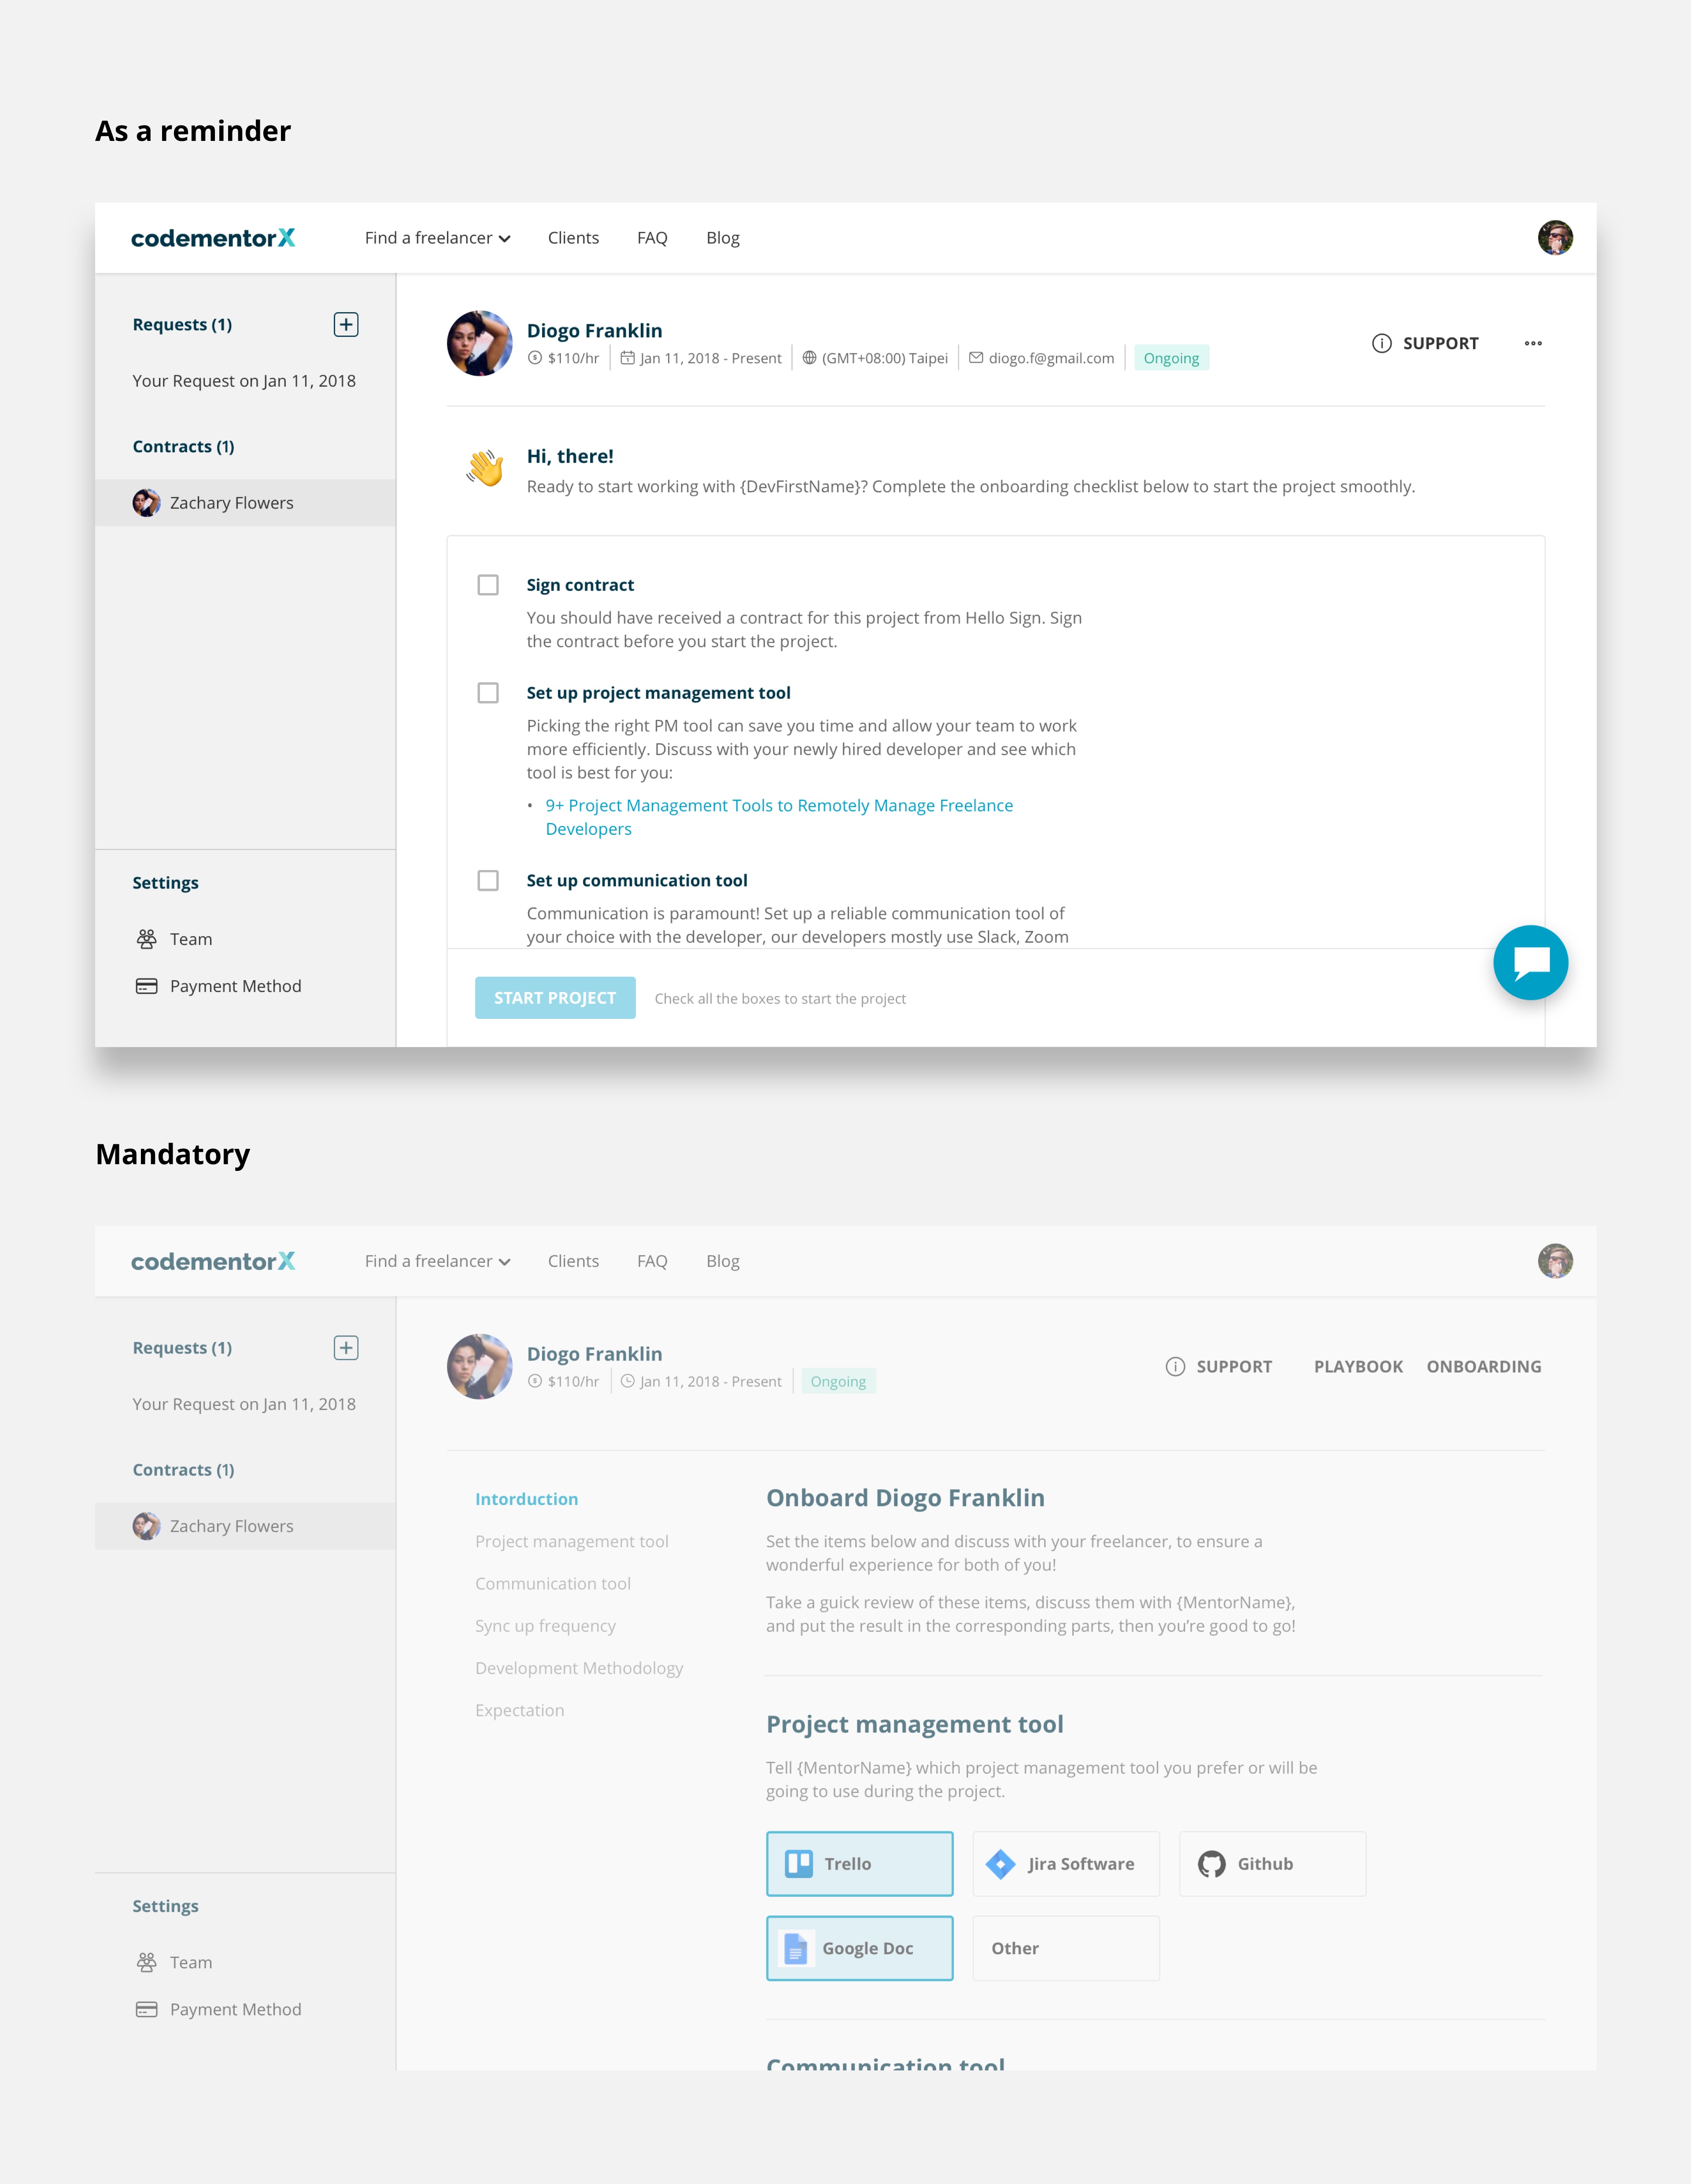 As a reminder
codementorX
Find a freelancer
Clients
FAQ
Blog
Requests (1)
Your Request on Jan 11, 2018
Contracts (1)
Zachary Flowers
Settings
Team
Payment Method
Diogo Franklin
$110/hr
Jan 11, 2018 - Present
(GMT+08:00) Taipei
diogo.f@gmail.com
Ongoing
SUPPORT
Hi, there!
Ready to start working with {DevFirstName}? Complete the onboarding checklist below to start the project smoothly.
Sign contract
You should have received a contract for this project from Hello Sign. Sign
the contract before you start the project.
Set up project management tool
Picking the right PM tool can save you time and allow your team to work
more efficiently. Discuss with your newly hired developer and see which
tool is best for you:
• 9+ Project Management Tools to Remotely Manage Freelance
Developers
Set up communication tool
Communication is paramount! Set up a reliable communication tool of
your choice with the developer, our developers mostly use Slack, Zoom
START PROJECT
Check all the boxes to start the project
Mandatory
codementorX
Find a freelancer
Clients
FAQ
Blog
Requests (1)
Your Request on Jan 11, 2018
Contracts (1)
Zachary Flowers
Settings
Team
Payment Method
Diogo Franklin
$110/hr
Jan 11, 2018 - Present
Ongoing
SUPPORT
PLAYBOOK
ONBOARDING
Intorduction
Project management tool
Communication tool
Sync up frequency
Development Methodology
Expectation
Onboard Diogo Franklin
Set the items below and discuss with your freelancer, to ensure a
wonderful experience for both of you!
Take a guick review of these items, discuss them with {MentorName},
and put the result in the corresponding parts, then you’re good to go!
Project management tool
Tell {MentorName} which project management tool you prefer or will be
going to use during the project.
Trello
Jira Software
Github
Google Doc
Other
Communication tool